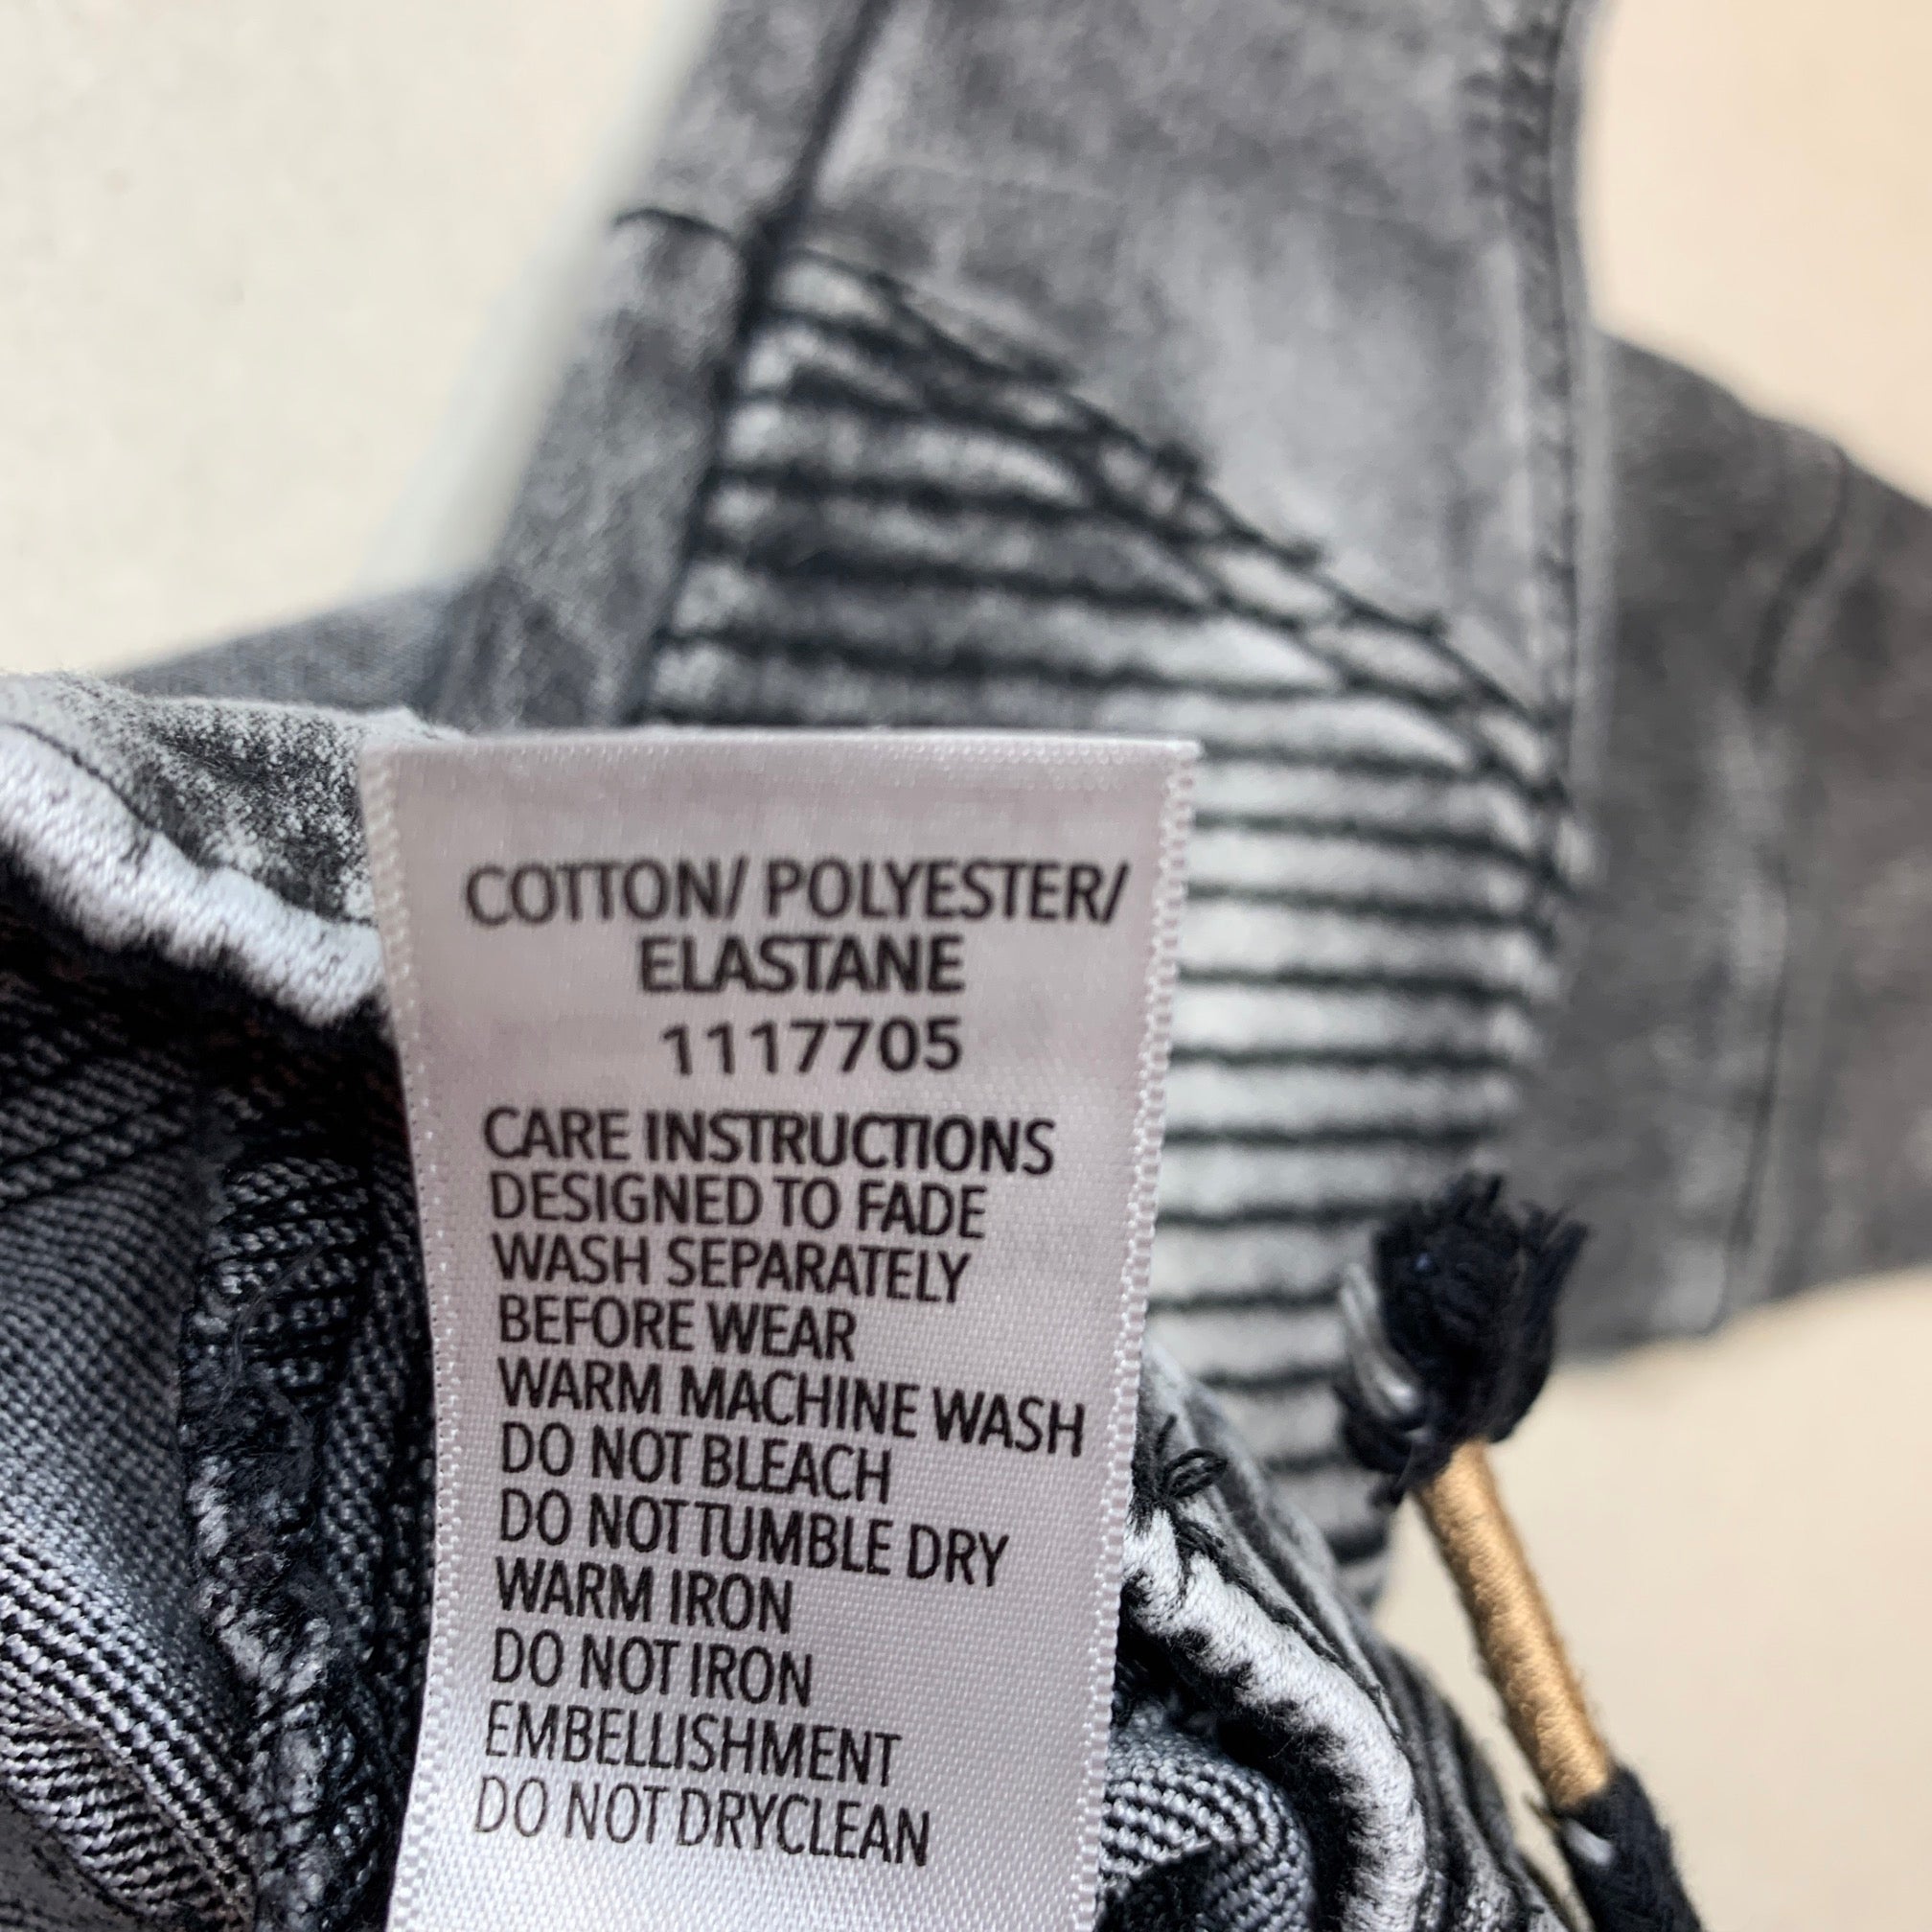 COTTON/ POLYESTER/
ELASTANE
1117705
CARE INSTRUCTIONS
DESIGNED TO FADE
WASH SEPARATELY
BEFORE WEAR
WARM MACHINE WASH
DO NOT BLEACH
DO NOT TUMBLE DRY
WARM IRON
DO NOT IRON
EMBELLISHMENT
DO NOT DRYCLEAN